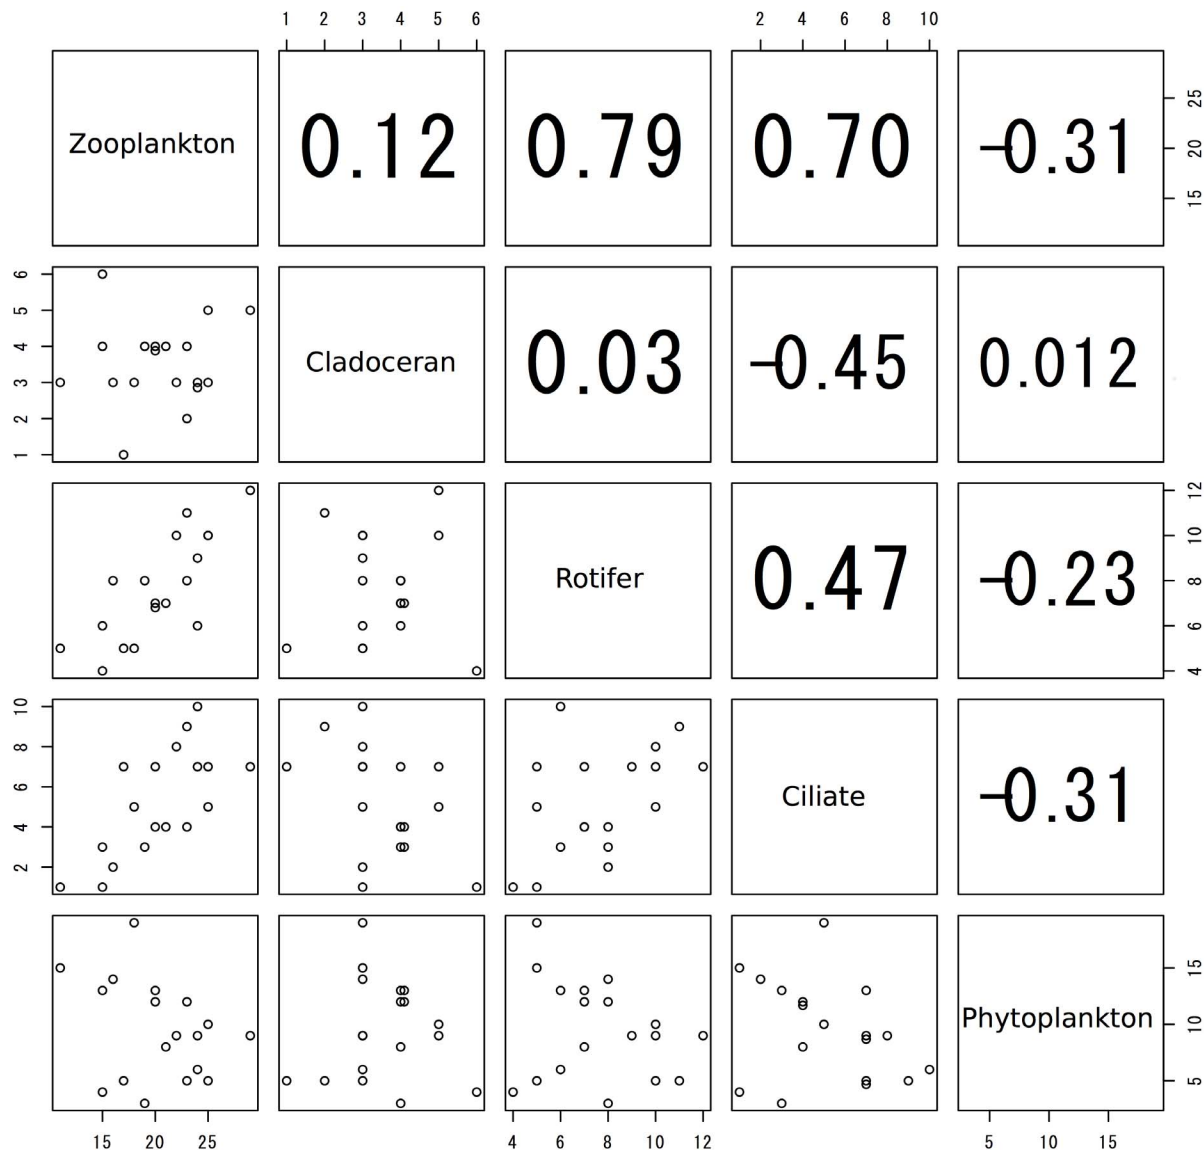 1 2 3 4 5 6 2 4 6 8 10
Zooplankton 0.12 0.79 0.70 -0.31 15 20 25
1 2 3 4 5 6 Cladoceran 0.03 -0.45 0.012
Rotifer 0.47 -0.23 4 6 8 10 12
2 4 6 8 10 Ciliate -0.31
Phytoplankton 5 10 15
15 20 25 4 6 8 10 12 5 10 15